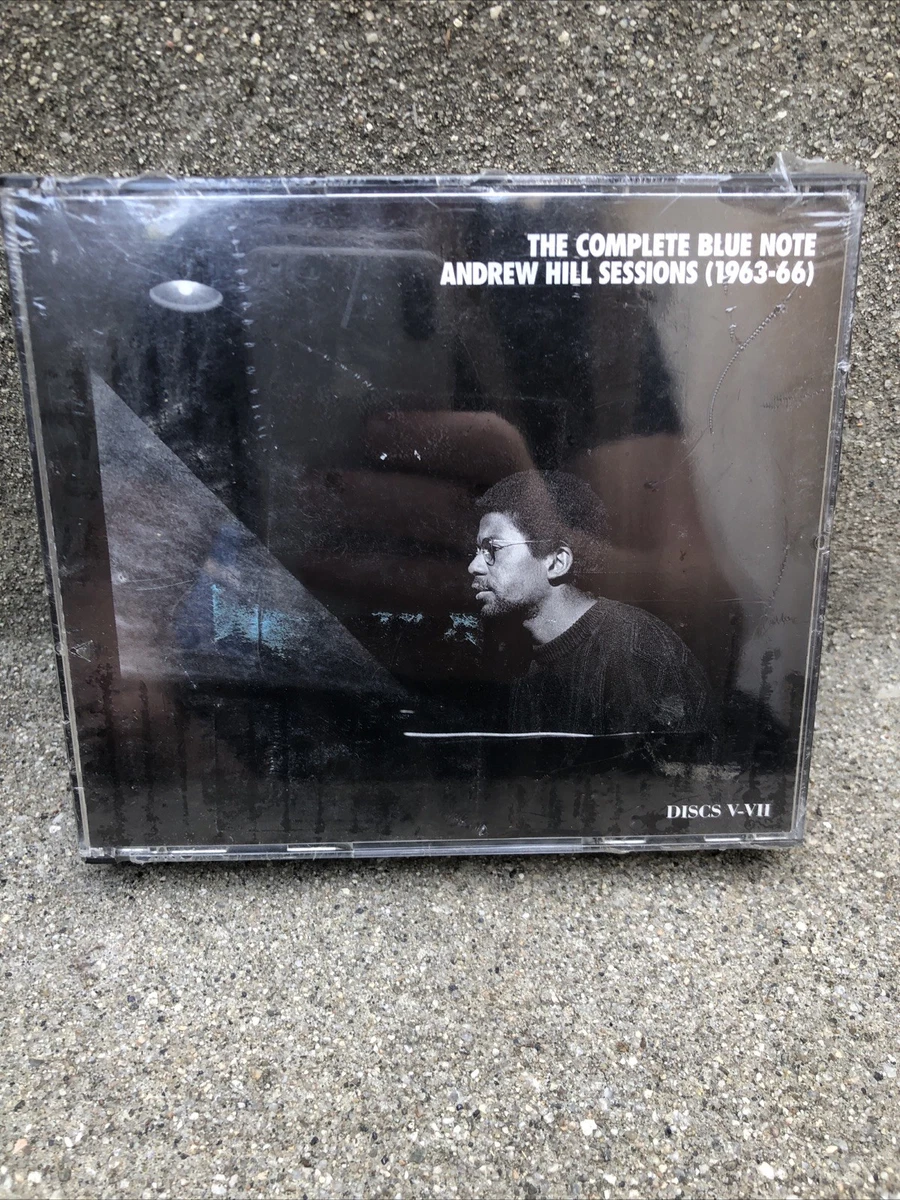 THE COMPLETE BLUE NOTE
ANDREW HILL SESSIONS (1963-66)
DISCS V-VII